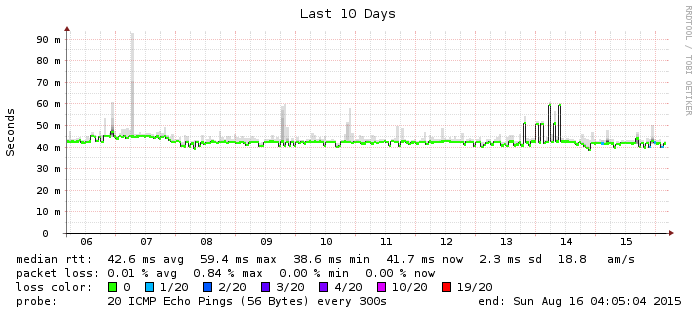 Last 10 Days
RRDTOOL / TOBI OETIKER
Seconds
90 m
80 m
70 m
60 m
50 m
40 m
30 m
20 m
10 m
0
06 07 08 09 10 11 12 13 14 15
median rtt: 42.6 ms avg 59.4 ms max 38.6 ms min 41.7 ms now 2.3 ms sd 18.8 am/s
packet loss: 0.01 % avg 0.84 % max 0.00 % min 0.00 % now
loss color: 0 1/20 2/20 3/20 4/20 10/20 19/20
probe: 20 ICMP Echo Pings (56 Bytes) every 300s end: Sun Aug 16 04:05:04 2015